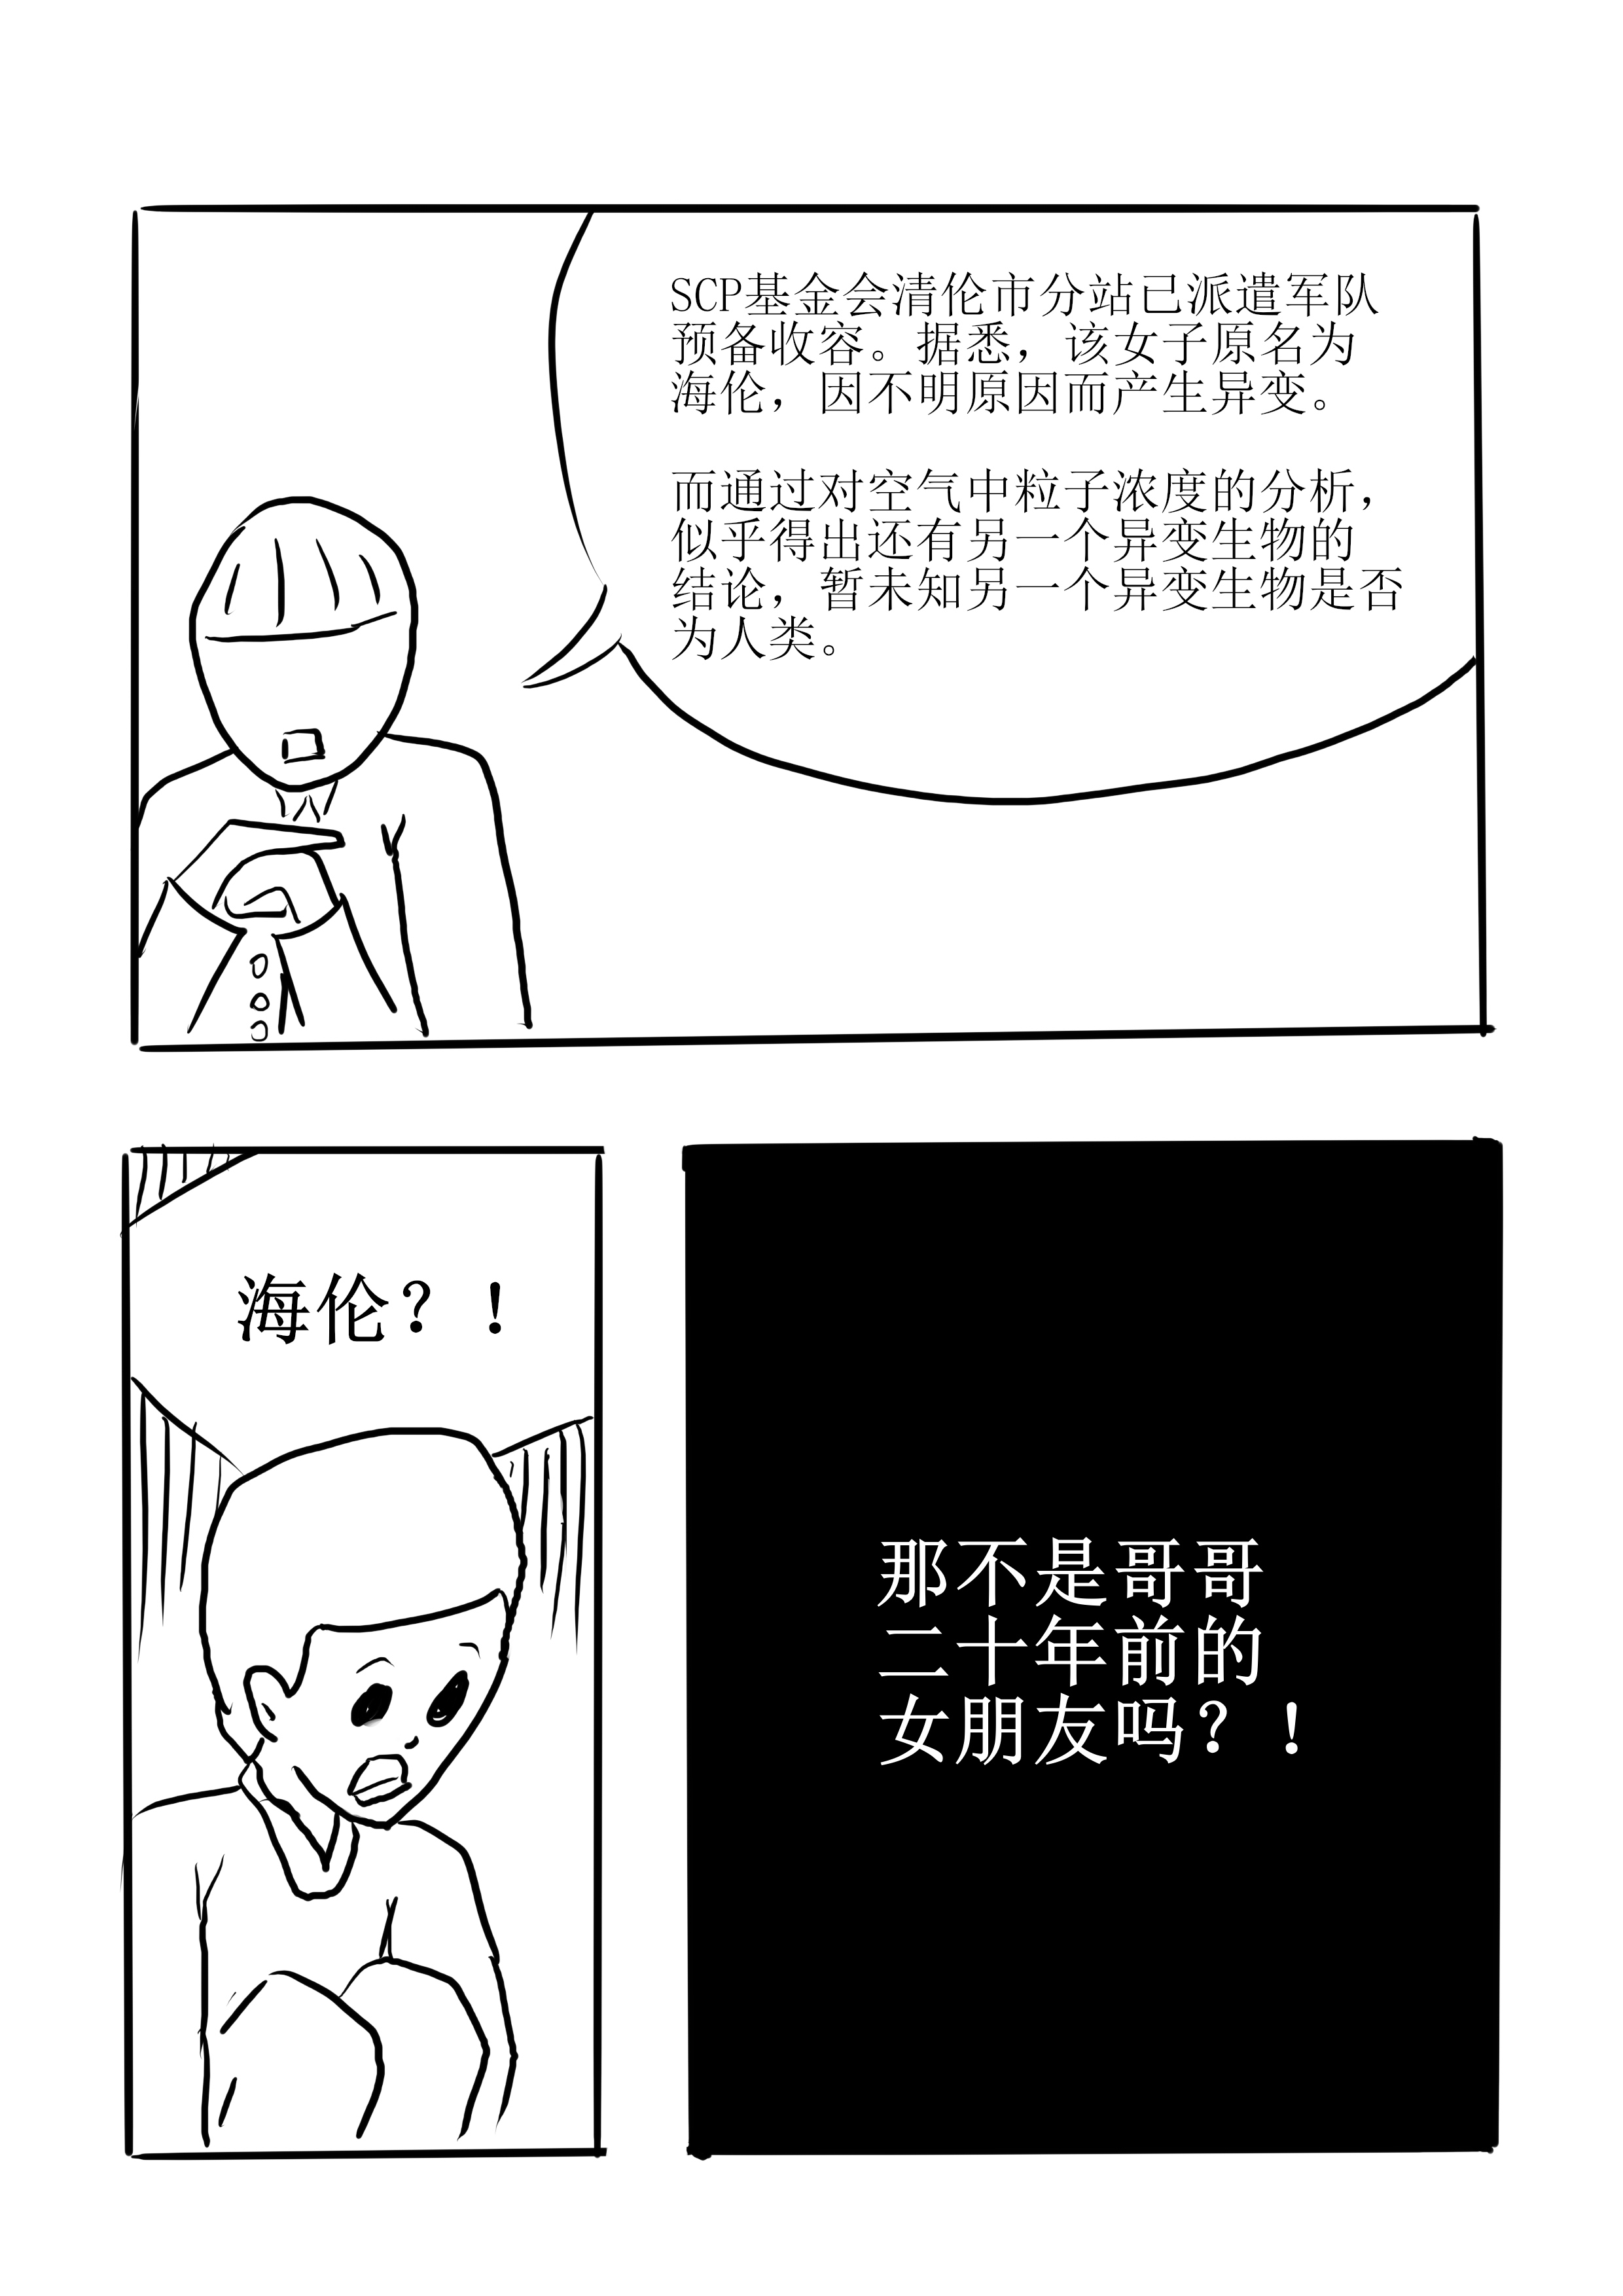 SCP基金会清伦市分站已派遣军队
预备收容。据悉，该女子原名为
海伦，因不明原因而产生异变。
而通过对空气中粒子浓度的分析，
似乎得出还有另一个异变生物的
结论，暂未知另一个异变生物是否
为人类。
海伦？！
那不是哥哥
二十年前的
女朋友吗？！